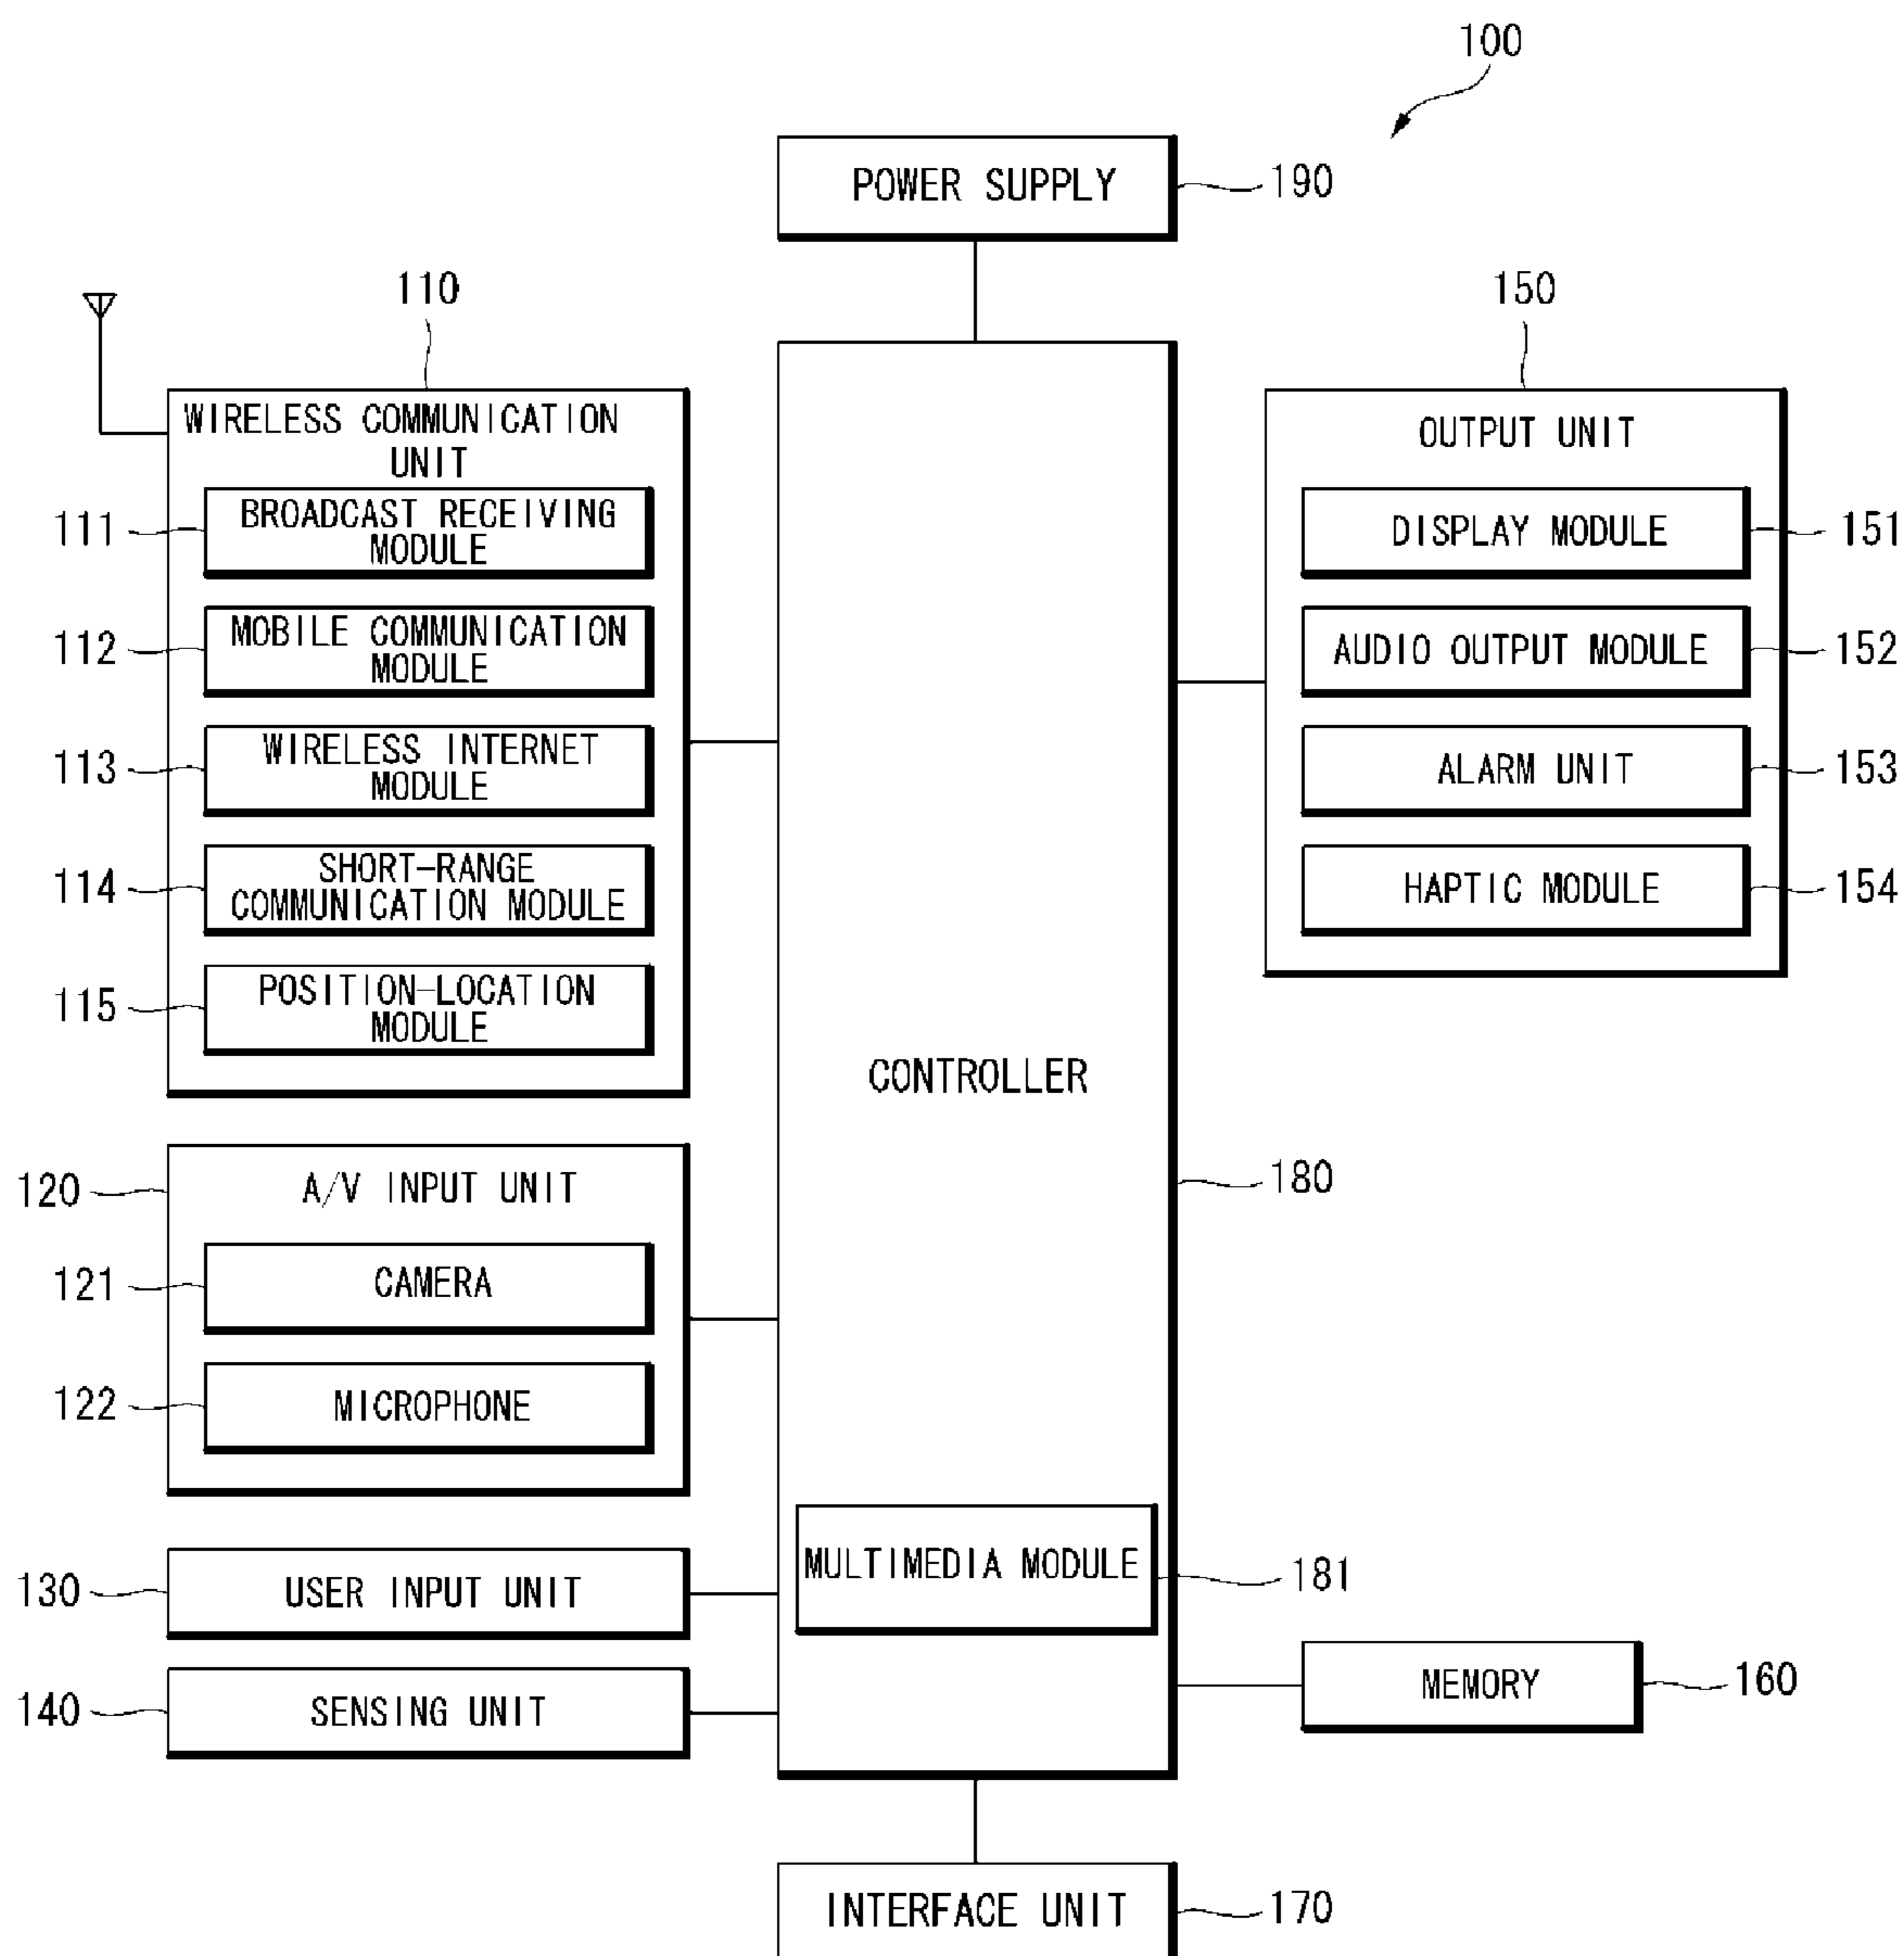 100
POWER SUPPLY
190
110
WIRELESS COMMUNICATION
UNIT
111
BROADCAST RECEIVING
MODULE
112
MOBILE COMMUNICATION
MODULE
113
WIRELESS INTERNET
MODULE
114
SHORT-RANGE
COMMUNICATION MODULE
115
POSITION-LOCATION
MODULE
120
A/V INPUT UNIT
121
CAMERA
122
MICROPHONE
130
USER INPUT UNIT
140
SENSING UNIT
CONTROLLER
180
MULTIMEDIA MODULE
181
150
OUTPUT UNIT
DISPLAY MODULE
151
AUDIO OUTPUT MODULE
152
ALARM UNIT
153
HAPTIC MODULE
154
MEMORY
160
INTERFACE UNIT
170